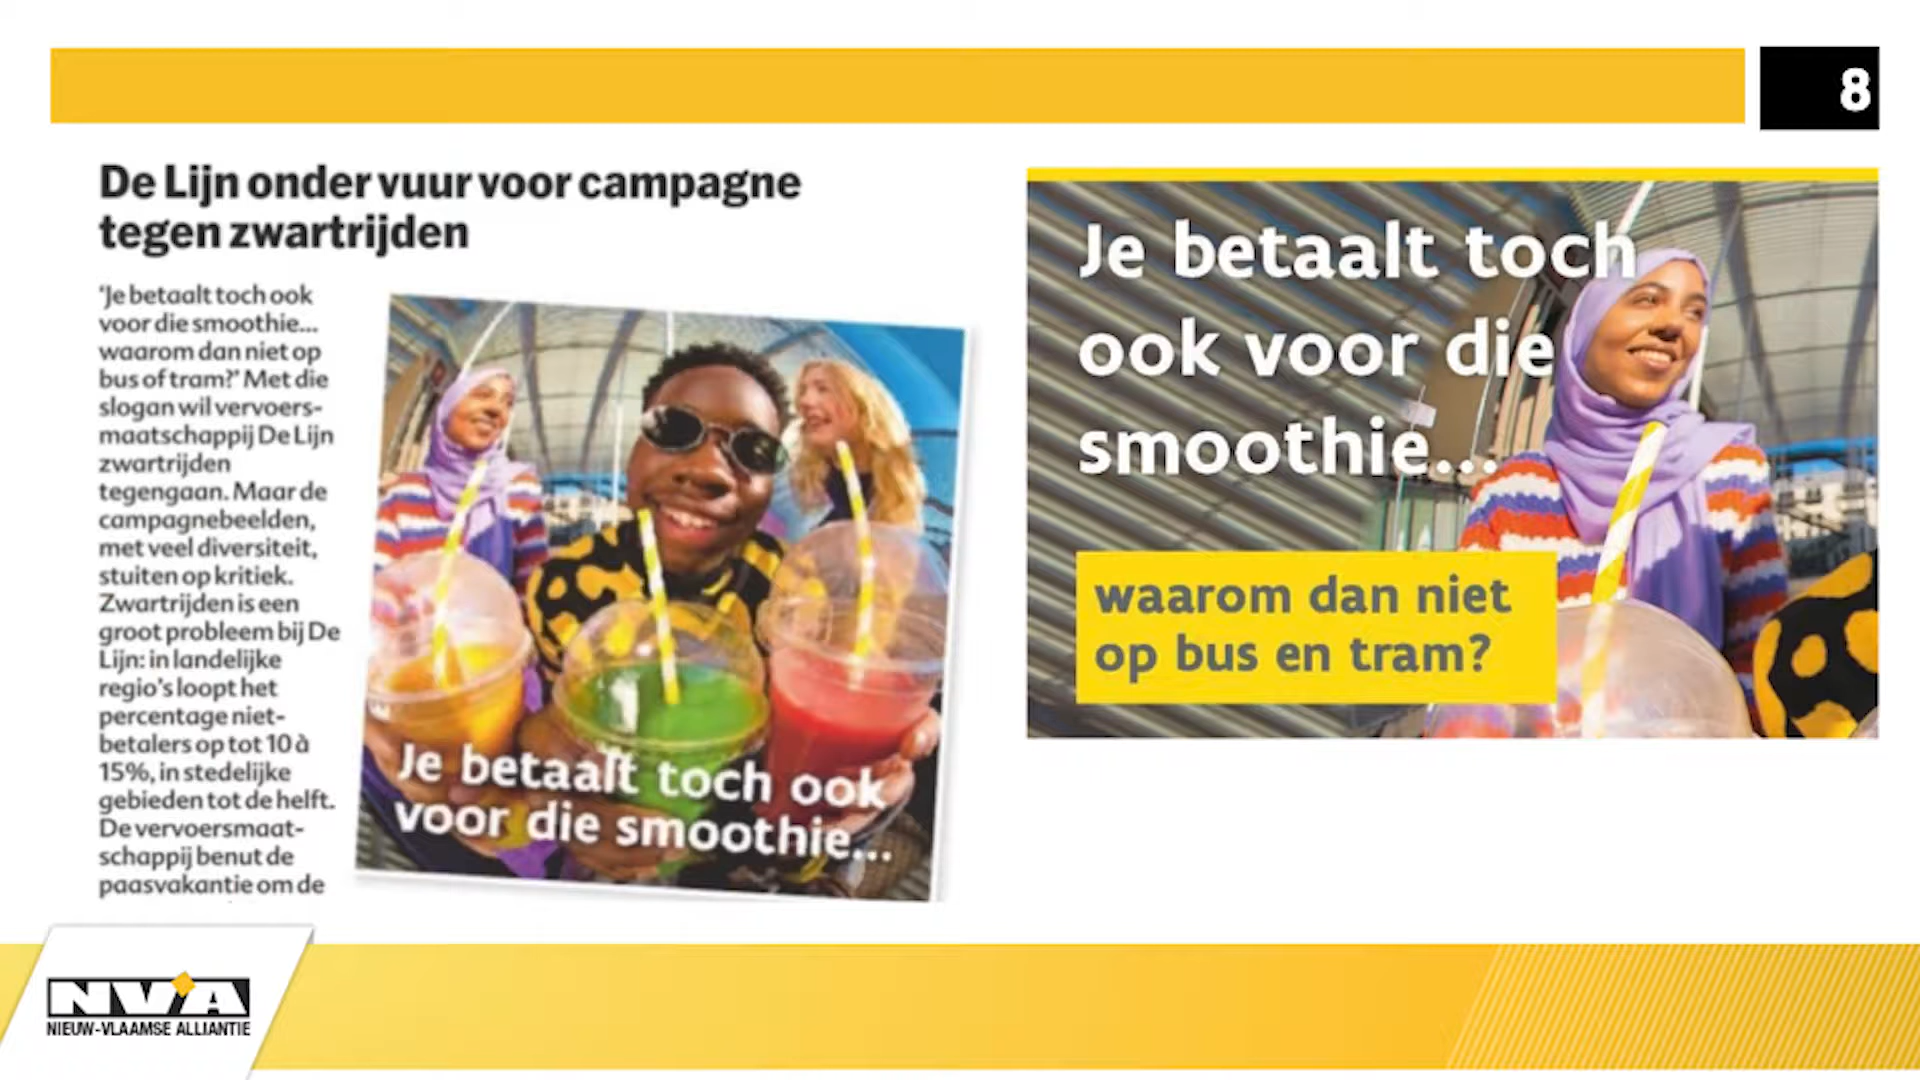 8
De Lijn onder vuur voor campagne
tegen zwartrijden
'Je betaalt toch ook
voor die smoothie...
waarom dan niet op
bus of tram?' Met die
slogan wil vervoers-
maatschappij De Lijn
zwartrijden
tegengaan. Maar de
campagnebeelden,
met veel diversiteit,
stuiten op kritiek.
Zwartrijden is een
groot probleem bij De
Lijn: in landelijke
regio's loopt het
percentage niet-
betalers op tot 10 à
15%, in stedelijke
gebieden tot de helft.
De vervoersmaat-
schappij benut de
paasvakantie om de
Je betaalt toch ook
voor die smoothie...
Je betaalt toch
ook voor die
smoothie...
waarom dan niet
op bus en tram?
N-VA
NIEUW-VLAAMSE ALLIANTIE